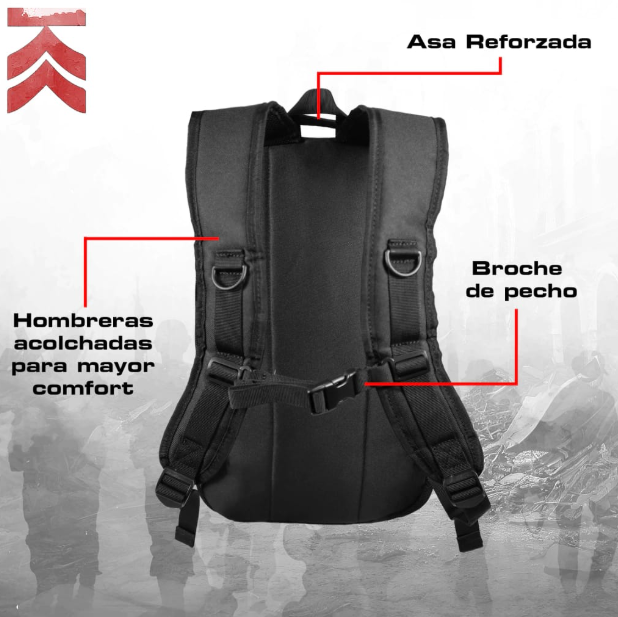 Asa Reforzada
Broche
de pecho
Hombreras
acolchadas
para mayor
comfort